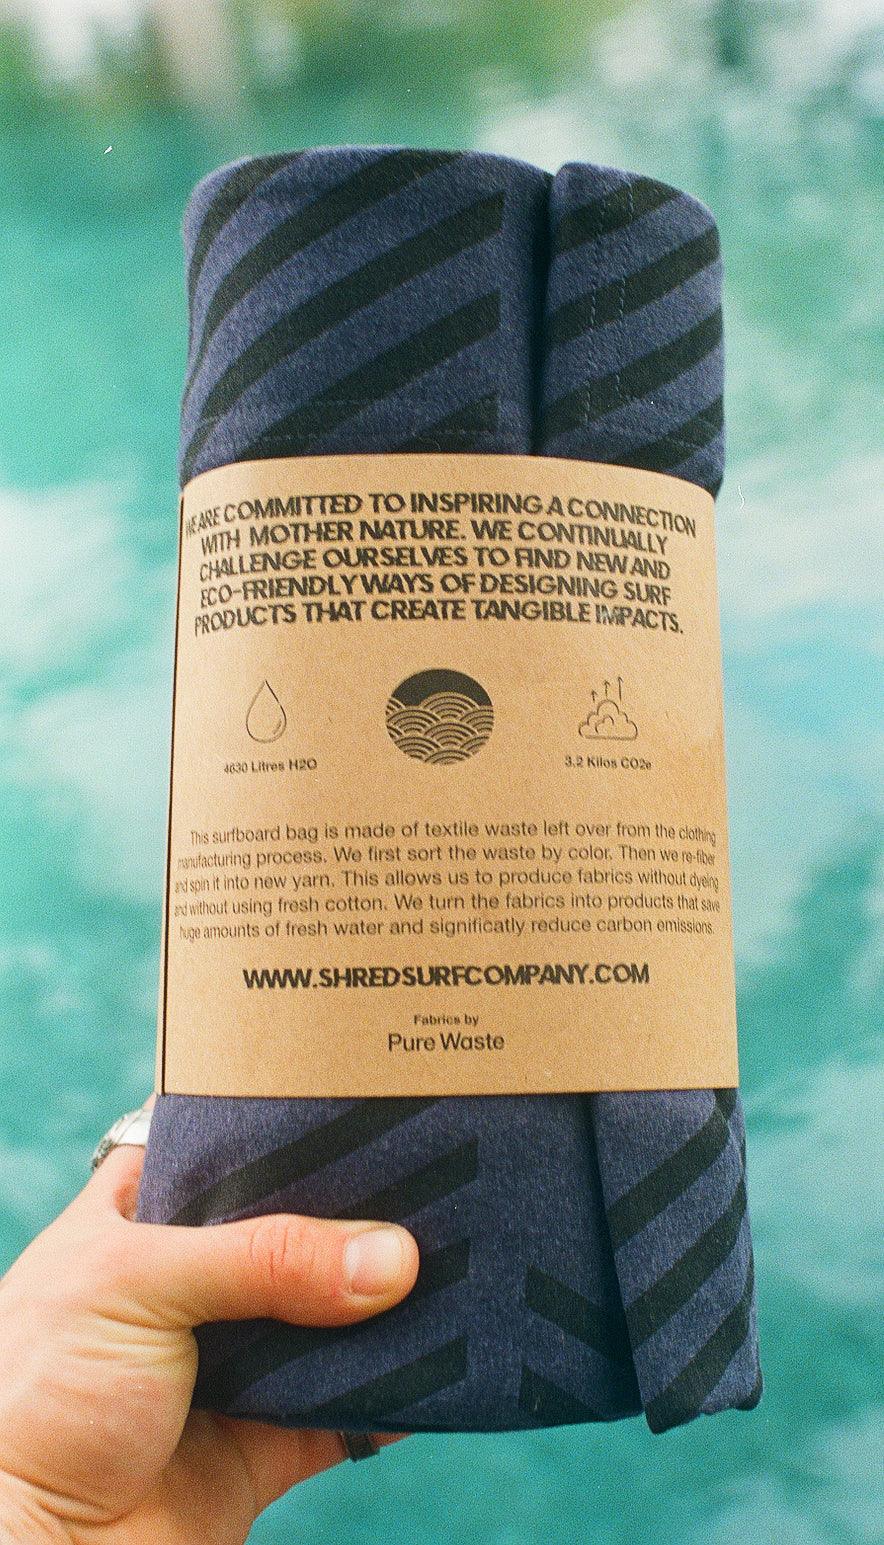 WE ARE COMMITTED TO INSPIRING A CONNECTION
WITH MOTHER NATURE. WE CONTINUALLY
CHALLENGE OURSELVES TO FIND NEW AND
ECO-FRIENDLY WAYS OF DESIGNING SURF
PRODUCTS THAT CREATE TANGIBLE IMPACTS.
4630 Litres H2O
3.2 Kilos CO2e
This surfboard bag is made of textile waste left over from the clothing
manufacturing process. We first sort the waste by color. Then we re-fiber
and spin it into new yarn. This allows us to produce fabrics without dyeing
and without using fresh cotton. We turn the fabrics into products that save
huge amounts of fresh water and significatly reduce carbon emissions.
WWW.SHREDSURFCOMPANY.COM
Fabrics by
Pure Waste